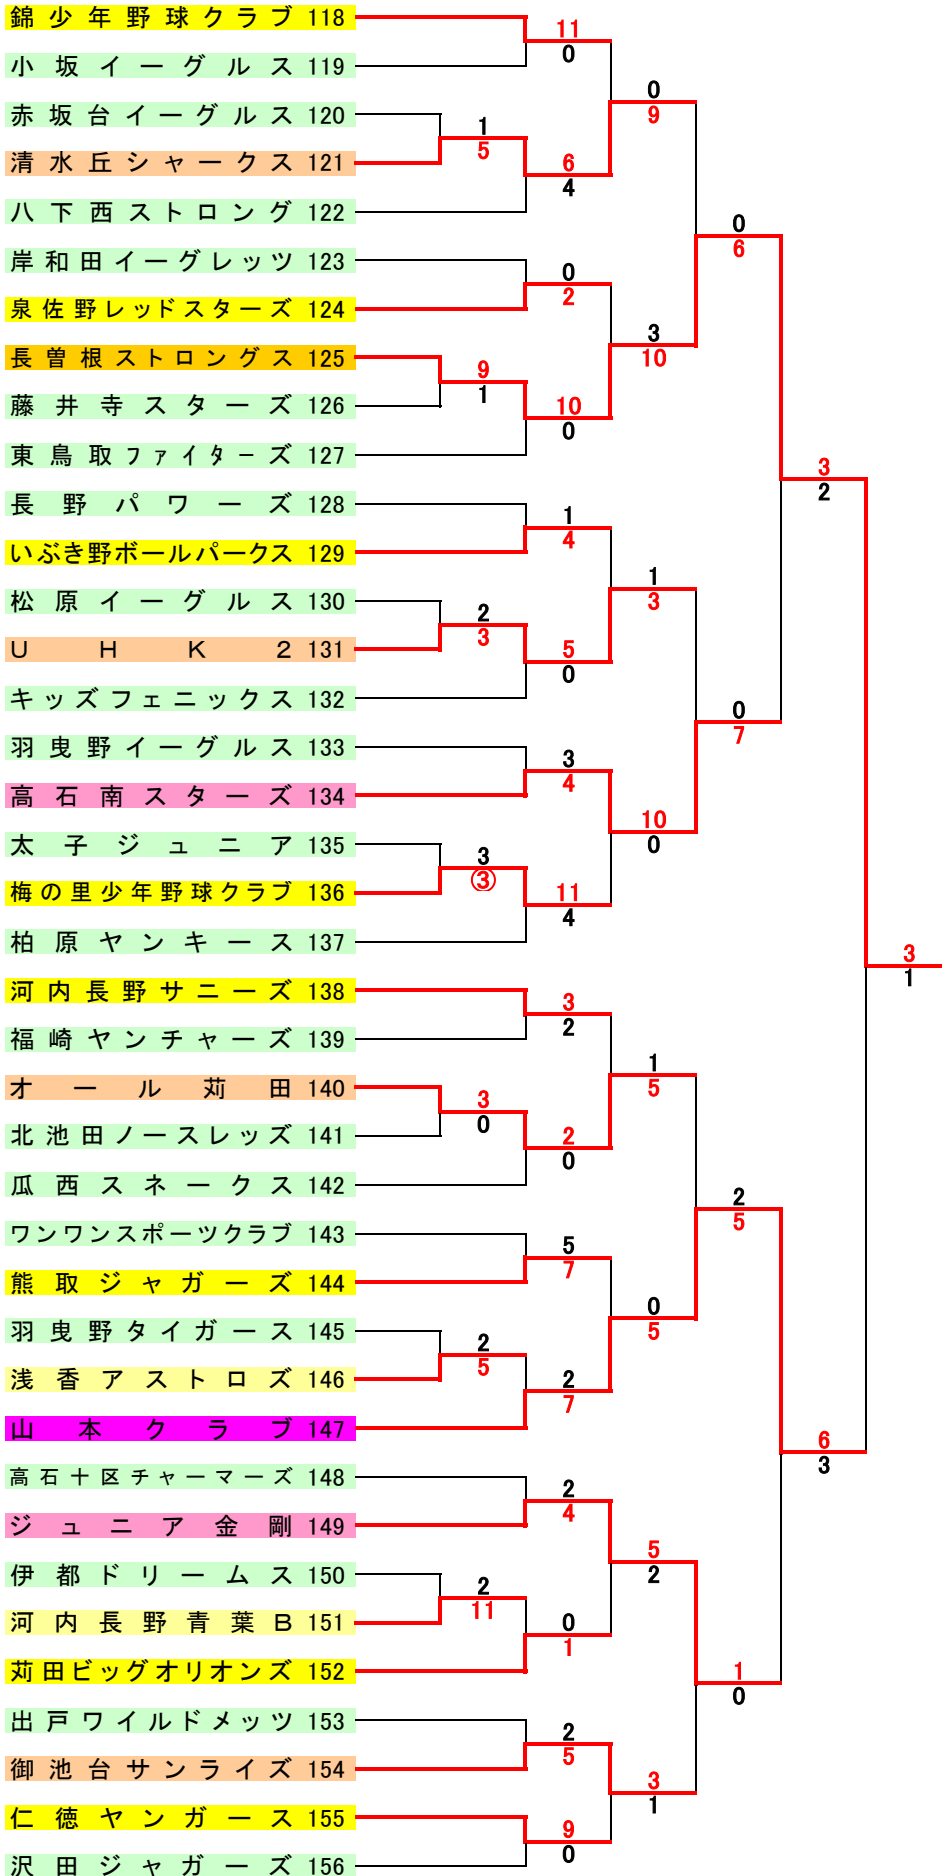 錦少年野球クラブ 118
11
小坂イーグルス 119
0
0
赤坂台イーグルス 120
9
1
清水丘シャークス 121
5
6
4
八下西ストロング 122
0
6
岸和田イーグレッツ 123
0
泉佐野レッドスターズ 124
2
3
長曽根ストロングス 125
10
9
藤井寺スターズ 126
1
10
0
東鳥取ファイターズ 127
3
2
長野パワーズ 128
1
いぶき野ボールパークス 129
4
1
松原イーグルス 130
3
2
UHK2 131
3
5
0
キッズフェニックス 132
0
7
羽曳野イーグルス 133
3
高石南スターズ 134
4
10
太子ジュニア 135
0
3
梅の里少年野球クラブ 136
③
11
4
柏原ヤンキース 137
3
1
河内長野サニーズ 138
3
福崎ヤンチャーズ 139
2
1
オール苅田 140
5
3
北池田ノースレッズ 141
0
2
0
瓜西スネークス 142
2
5
ワンワンスポーツクラブ 143
5
熊取ジャガーズ 144
7
0
羽曳野タイガース 145
5
2
浅香アストロズ 146
5
2
7
山本クラブ 147
6
3
高石十区チャーマーズ 148
2
ジュニア金剛 149
4
5
伊都ドリームス 150
2
2
河内長野青葉B 151
11
0
1
苅田ビッグオリオンズ 152
1
0
出戸ワイルドメッツ 153
2
御池台サンライズ 154
5
3
仁徳ヤンガース 155
1
9
沢田ジャガーズ 156
0